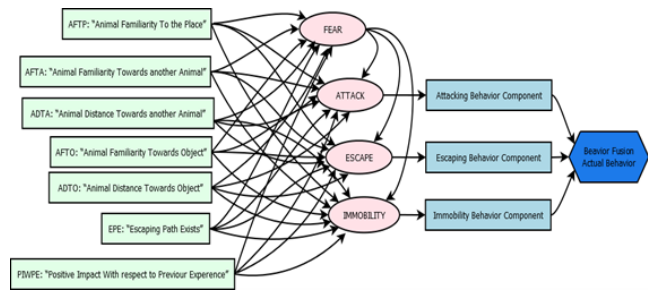 AFTP: "Animal Familiarity To the Place"
AFTA: "Animal Familiarity Towards another Animal"
ADTA: "Animal Distance Towards another Animal"
AFTO: "Animal Familiarity Towards Object"
ADTO: "Animal Distance Towards Object"
EPE: "Escaping Path Exists"
PIWPE: "Positive Impact With respect to Previour Experence"
FEAR
ATTACK
ESCAPE
IMMOBILITY
Attacking Behavior Component
Escaping Behavior Component
Immobility Behavior Component
Beavior Fusion
Actual Behavior